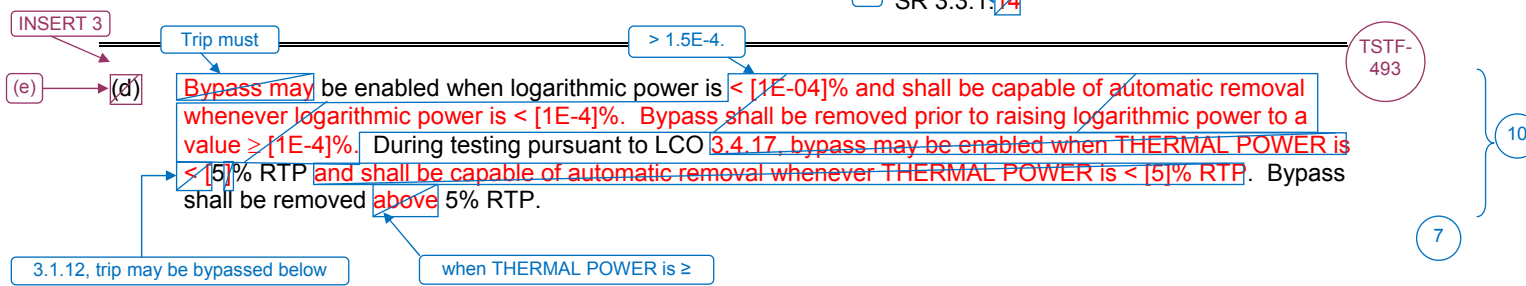 SR 3.3.1.14
INSERT 3
Trip must
> 1.5E-4.
TSTF-
493
(e)
(d)
Bypass may be enabled when logarithmic power is < [1E-04]% and shall be capable of automatic removal
whenever logarithmic power is < [1E-4]%. Bypass shall be removed prior to raising logarithmic power to a
value ≥ [1E-4]%. During testing pursuant to LCO 3.4.17, bypass may be enabled when THERMAL POWER is
< [5]% RTP and shall be capable of automatic removal whenever THERMAL POWER is < [5]% RTP. Bypass
shall be removed above 5% RTP.
10
7
3.1.12, trip may be bypassed below
when THERMAL POWER is ≥